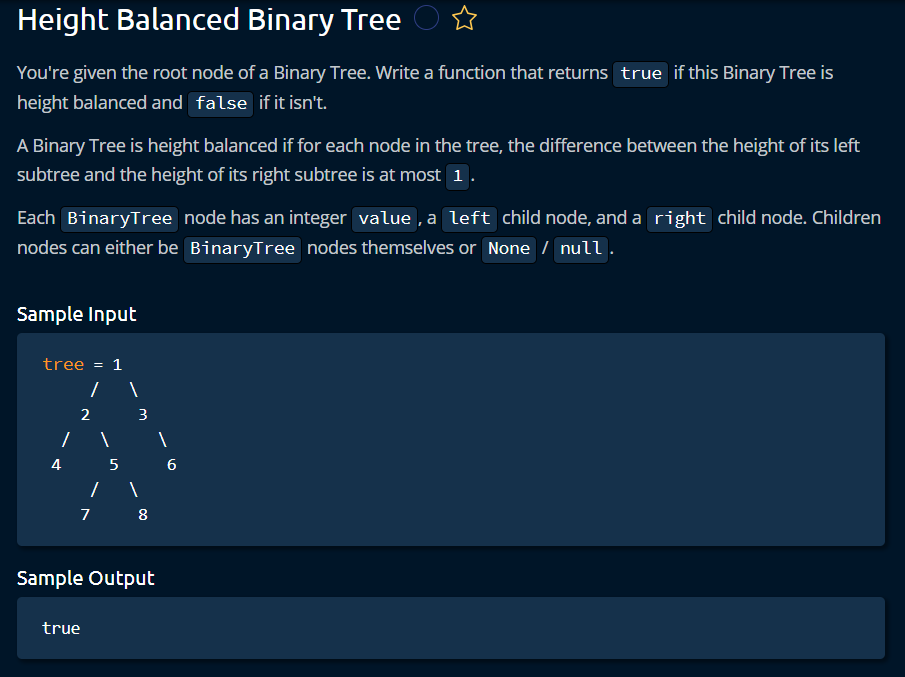 Height Balanced Binary Tree
You're given the root node of a Binary Tree. Write a function that returns true if this Binary Tree is
height balanced and false if it isn't.
A Binary Tree is height balanced if for each node in the tree, the difference between the height of its left
subtree and the height of its right subtree is at most 1.
Each BinaryTree node has an integer value, a left child node, and a right child node. Children
nodes can either be BinaryTree nodes themselves or None / null.
Sample Input
tree = 1
     /   \
    2     3
  /   \     \
 4     5     6
     /   \
    7     8
Sample Output
true